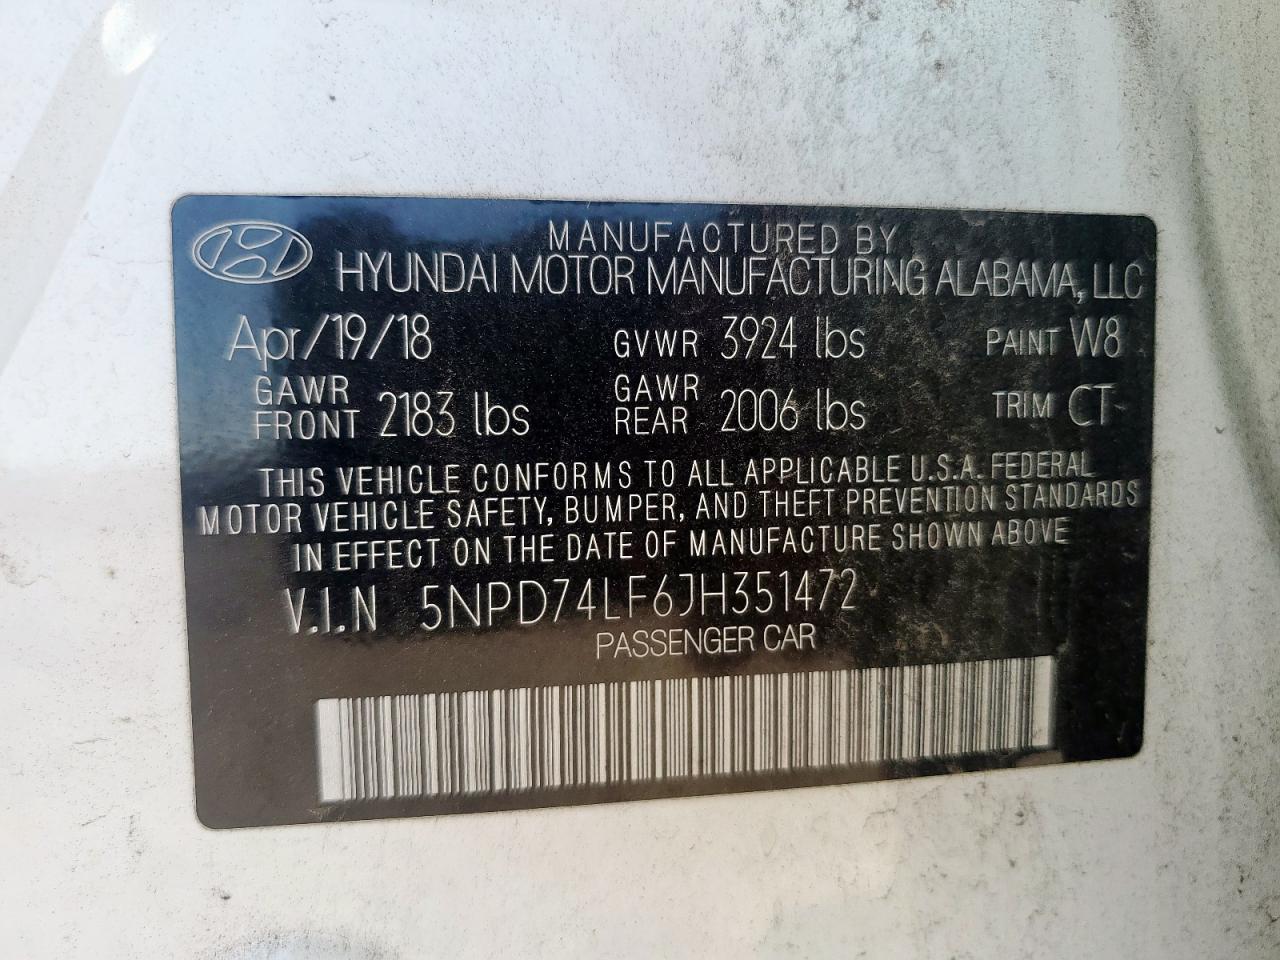 MANUFACTURED BY
HYUNDAI MOTOR MANUFACTURING ALABAMA, LLC
Apr/19/18 GVWR 3924 lbs PAINT W8
GAWR FRONT 2183 lbs GAWR REAR 2006 lbs TRIM CT
THIS VEHICLE CONFORMS TO ALL APPLICABLE U.S.A. FEDERAL
MOTOR VEHICLE SAFETY, BUMPER, AND THEFT PREVENTION STANDARDS
IN EFFECT ON THE DATE OF MANUFACTURE SHOWN ABOVE
V.I.N 5NPD74LF6JH351472
PASSENGER CAR